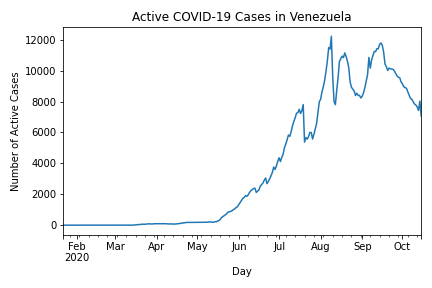 Active COVID-19 Cases in Venezuela
12000
10000
8000
6000
4000
2000
0
Number of Active Cases
Feb Mar Apr May Jun Jul Aug Sep Oct
2020
Day